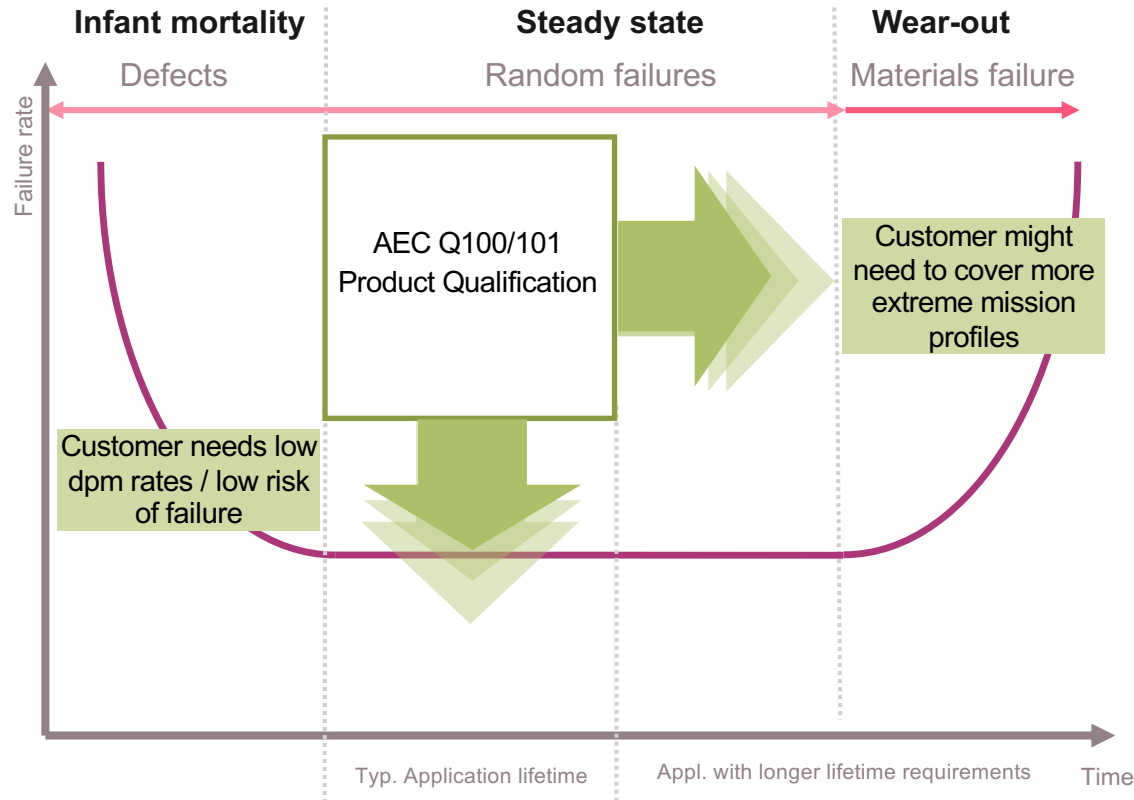 Infant mortality
Steady state
Wear-out
Defects
Random failures
Materials failure
Failure rate
AEC Q100/101
Product Qualification
Customer might
need to cover more
extreme mission
profiles
Customer needs low
dpm rates / low risk
of failure
Typ. Application lifetime
Appl. with longer lifetime requirements
Time